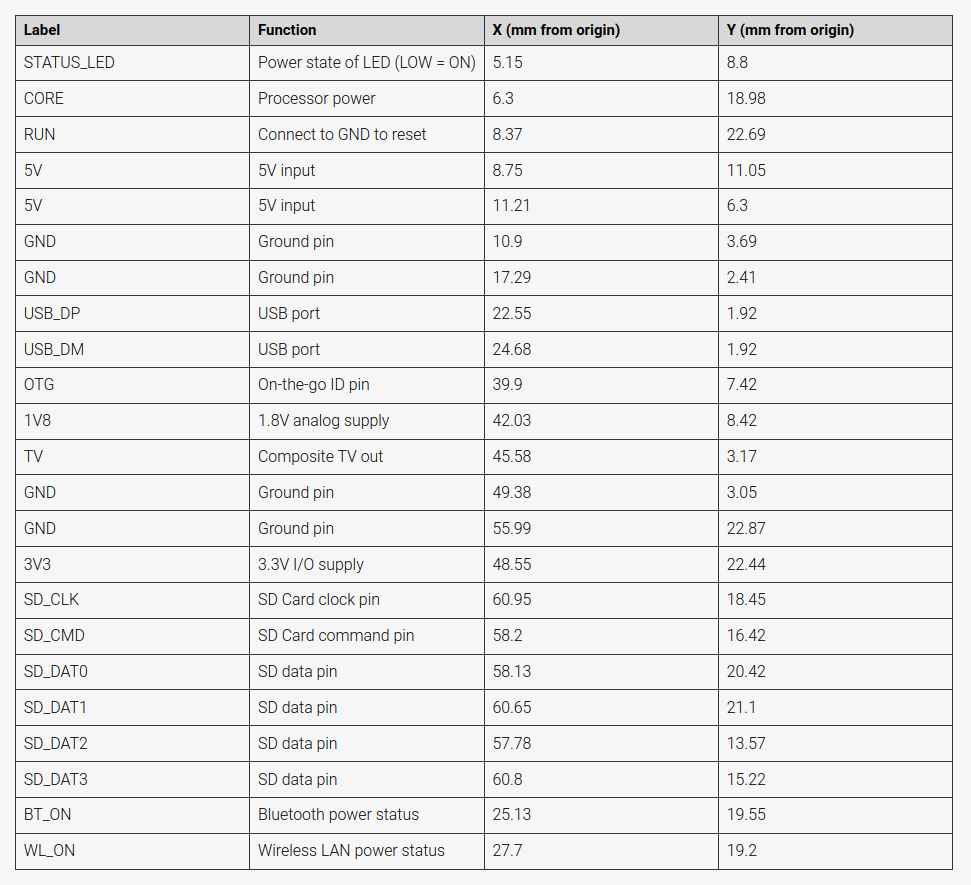 Label Function X (mm from origin) Y (mm from origin)
STATUS_LED Power state of LED (LOW = ON) 5.15 8.8
CORE Processor power 6.3 18.98
RUN Connect to GND to reset 8.37 22.69
5V 5V input 8.75 11.05
5V 5V input 11.21 6.3
GND Ground pin 10.9 3.69
GND Ground pin 17.29 2.41
USB_DP USB port 22.55 1.92
USB_DM USB port 24.68 1.92
OTG On-the-go ID pin 39.9 7.42
1V8 1.8V analog supply 42.03 8.42
TV Composite TV out 45.58 3.17
GND Ground pin 49.38 3.05
GND Ground pin 55.99 22.87
3V3 3.3V I/O supply 48.55 22.44
SD_CLK SD Card clock pin 60.95 18.45
SD_CMD SD Card command pin 58.2 16.42
SD_DAT0 SD data pin 58.13 20.42
SD_DAT1 SD data pin 60.65 21.1
SD_DAT2 SD data pin 57.78 13.57
SD_DAT3 SD data pin 60.8 15.22
BT_ON Bluetooth power status 25.13 19.55
WL_ON Wireless LAN power status 27.7 19.2